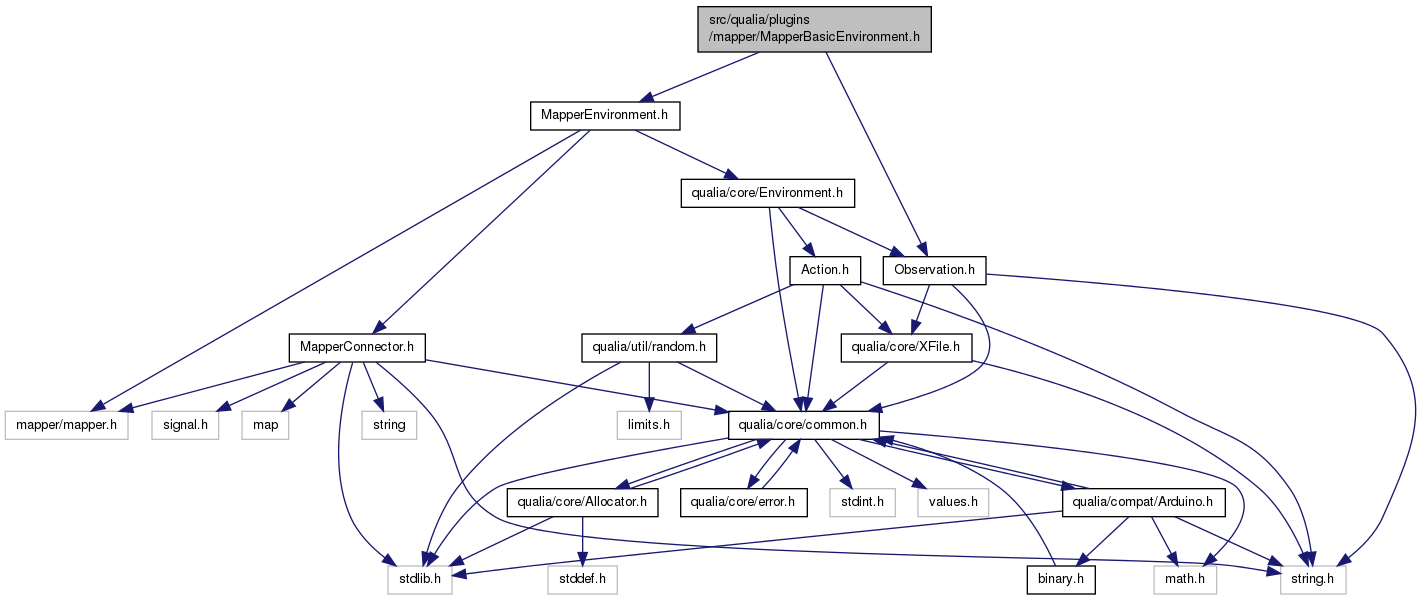 src/qualia/plugins
/mapper/MapperBasicEnvironment.h
MapperEnvironment.h
qualia/core/Environment.h
Action.h
Observation.h
MapperConnector.h
qualia/util/random.h
qualia/core/XFile.h
mapper/mapper.h
signal.h
map
string
limits.h
qualia/core/common.h
qualia/core/Allocator.h
qualia/core/error.h
stdint.h
values.h
qualia/compat/Arduino.h
stdlib.h
stddef.h
binary.h
math.h
string.h